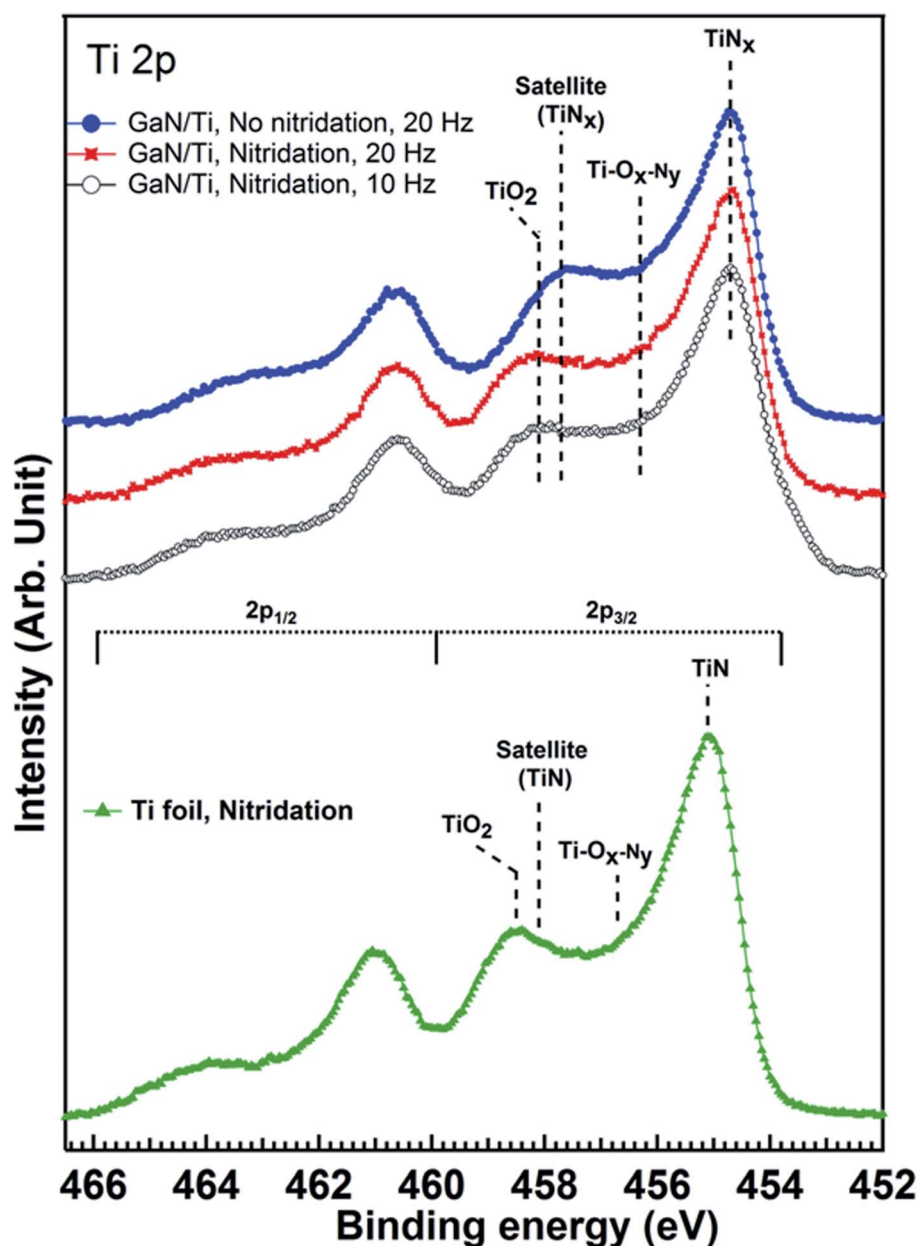 Ti 2p
TiNₓ
Satellite
(TiNₓ)
GaN/Ti, No nitridation, 20 Hz
GaN/Ti, Nitridation, 20 Hz
GaN/Ti, Nitridation, 10 Hz
TiO₂
Ti-Oₓ-Ny
2p₁/₂
2p₃/₂
TiN
Satellite
(TiN)
Ti foil, Nitridation
TiO₂
Ti-Oₓ-Ny
Intensity (Arb. Unit)
466 464 462 460 458 456 454 452
Binding energy (eV)